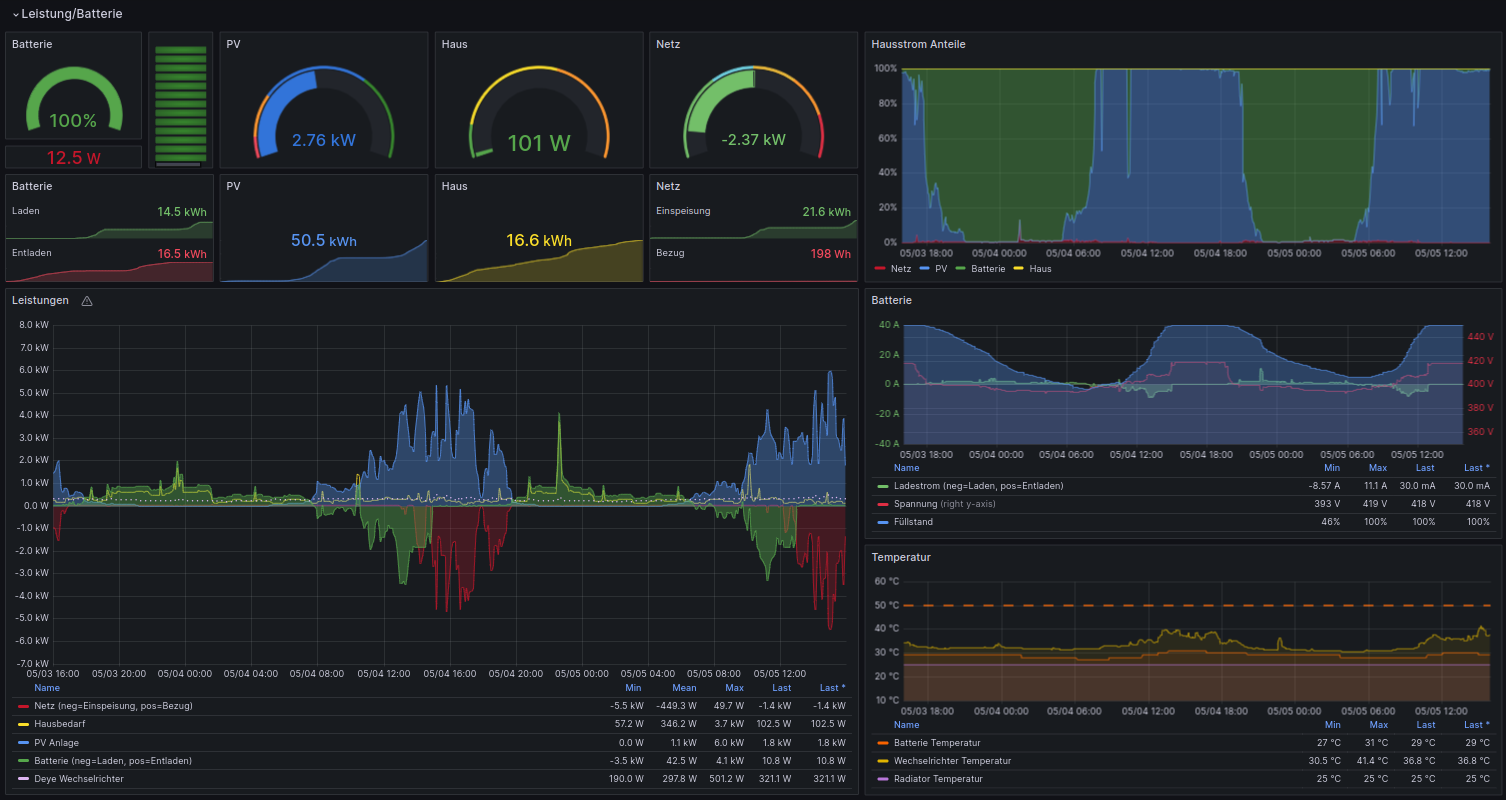 Leistung/Batterie
Batterie
100%
12.5 W
PV
2.76 kW
Haus
101 W
Netz
-2.37 kW
Batterie
Laden
14.5 kWh
Entladen
16.5 kWh
PV
50.5 kWh
Haus
16.6 kWh
Netz
Einspeisung
21.6 kWh
Bezug
198 Wh
Hausstrom Anteile
100%
80%
60%
40%
20%
0%
05/03 18:00 05/04 00:00 05/04 06:00 05/04 12:00 05/04 18:00 05/05 00:00 05/05 06:00 05/05 12:00
Netz PV Batterie Haus
Leistungen
8.0 kW
7.0 kW
6.0 kW
5.0 kW
4.0 kW
3.0 kW
2.0 kW
1.0 kW
0.0 W
-1.0 kW
-2.0 kW
-3.0 kW
-4.0 kW
-5.0 kW
-6.0 kW
-7.0 kW
05/03 16:00 05/03 20:00 05/04 00:00 05/04 04:00 05/04 08:00 05/04 12:00 05/04 16:00 05/04 20:00 05/05 00:00 05/05 04:00 05/05 08:00 05/05 12:00
Name Min Mean Max Last Last *
Netz (neg=Einspeisung, pos=Bezug) -5.5 kW -449.3 W 49.7 W -1.4 kW -1.4 kW
Hausbedarf 57.2 W 346.2 W 3.7 kW 102.5 W 102.5 W
PV Anlage 0.0 W 1.1 kW 6.0 kW 1.8 kW 1.8 kW
Batterie (neg=Laden, pos=Entladen) -3.5 kW 42.5 W 4.1 kW 10.8 W 10.8 W
Deye Wechselrichter 190.0 W 297.8 W 501.2 W 321.1 W 321.1 W
Batterie
40 A
20 A
0 A
-20 A
-40 A
440 V
420 V
400 V
380 V
360 V
05/03 18:00 05/04 00:00 05/04 06:00 05/04 12:00 05/04 18:00 05/05 00:00 05/05 06:00 05/05 12:00
Name Min Max Last Last *
Ladestrom (neg=Laden, pos=Entladen) -8.57 A 11.1 A 30.0 mA 30.0 mA
Spannung (right y-axis) 393 V 419 V 418 V 418 V
Füllstand 46% 100% 100% 100%
Temperatur
60 °C
50 °C
40 °C
30 °C
20 °C
10 °C
05/03 18:00 05/04 00:00 05/04 06:00 05/04 12:00 05/04 18:00 05/05 00:00 05/05 06:00 05/05 12:00
Name Min Max Last Last *
Batterie Temperatur 27 °C 31 °C 29 °C 29 °C
Wechselrichter Temperatur 30.5 °C 41.4 °C 36.8 °C 36.8 °C
Radiator Temperatur 25 °C 25 °C 25 °C 25 °C